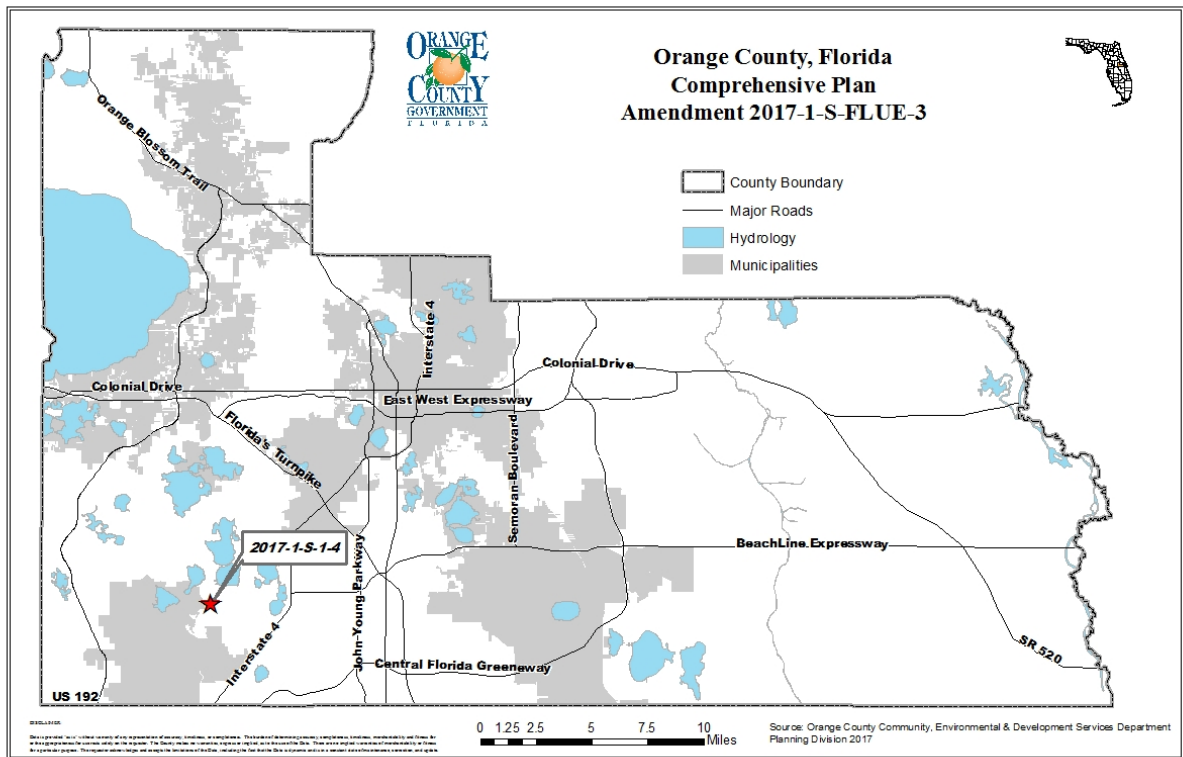 ORANGE
COUNTY
GOVERNMENT
FLORIDA
Orange County, Florida
Comprehensive Plan
Amendment 2017-1-S-FLUE-3
County Boundary
Major Roads
Hydrology
Municipalities
Orange Blossom Trail
Interstate 4
Colonial Drive
Colonial Drive
East West Expressway
Florida's Turnpike
Semoran Boulevard
2017-1-S-1-4
John Young Parkway
BeachLine Expressway
Interstate 4
Central Florida Greeneway
SR 520
US 192
0 1.25 2.5 5 7.5 10
Miles
Source: Orange County Community, Environmental & Development Services Department
Planning Division 2017